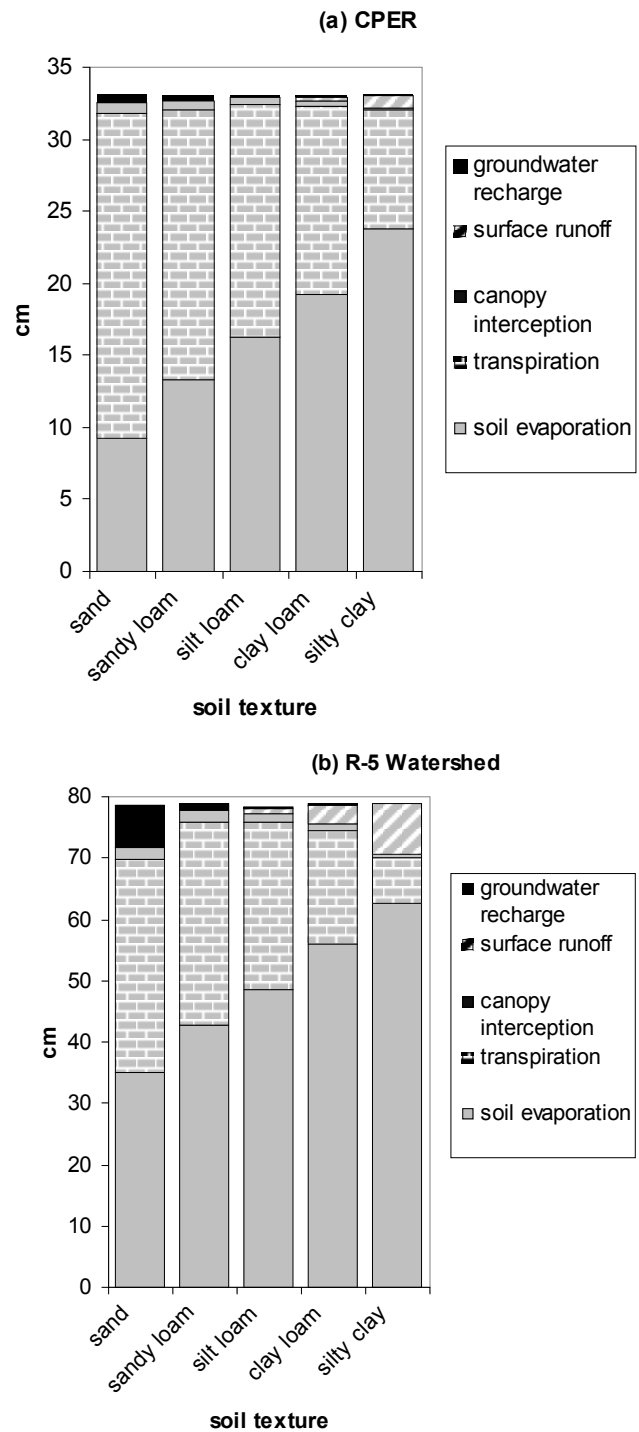 (a) CPER
35
30
25
20
15
10
5
0
cm
sand
sandy loam
silt loam
clay loam
silty clay
soil texture
groundwater
recharge
surface runoff
canopy
interception
transpiration
soil evaporation
(b) R-5 Watershed
80
70
60
50
40
30
20
10
0
cm
sand
sandy loam
silt loam
clay loam
silty clay
soil texture
groundwater
recharge
surface runoff
canopy
interception
transpiration
soil evaporation